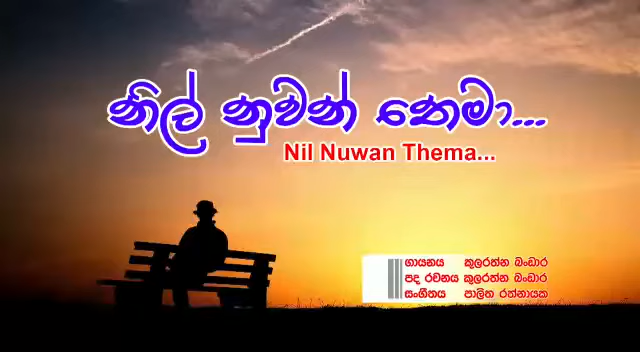 නිල් නුවන් තෙමා...
Nil Nuwan Thema...
ගායනය කුලරත්න බංඩාර
පද රචනය කුලරත්න බංඩාර
සංගීතය පාලිත රත්නායක